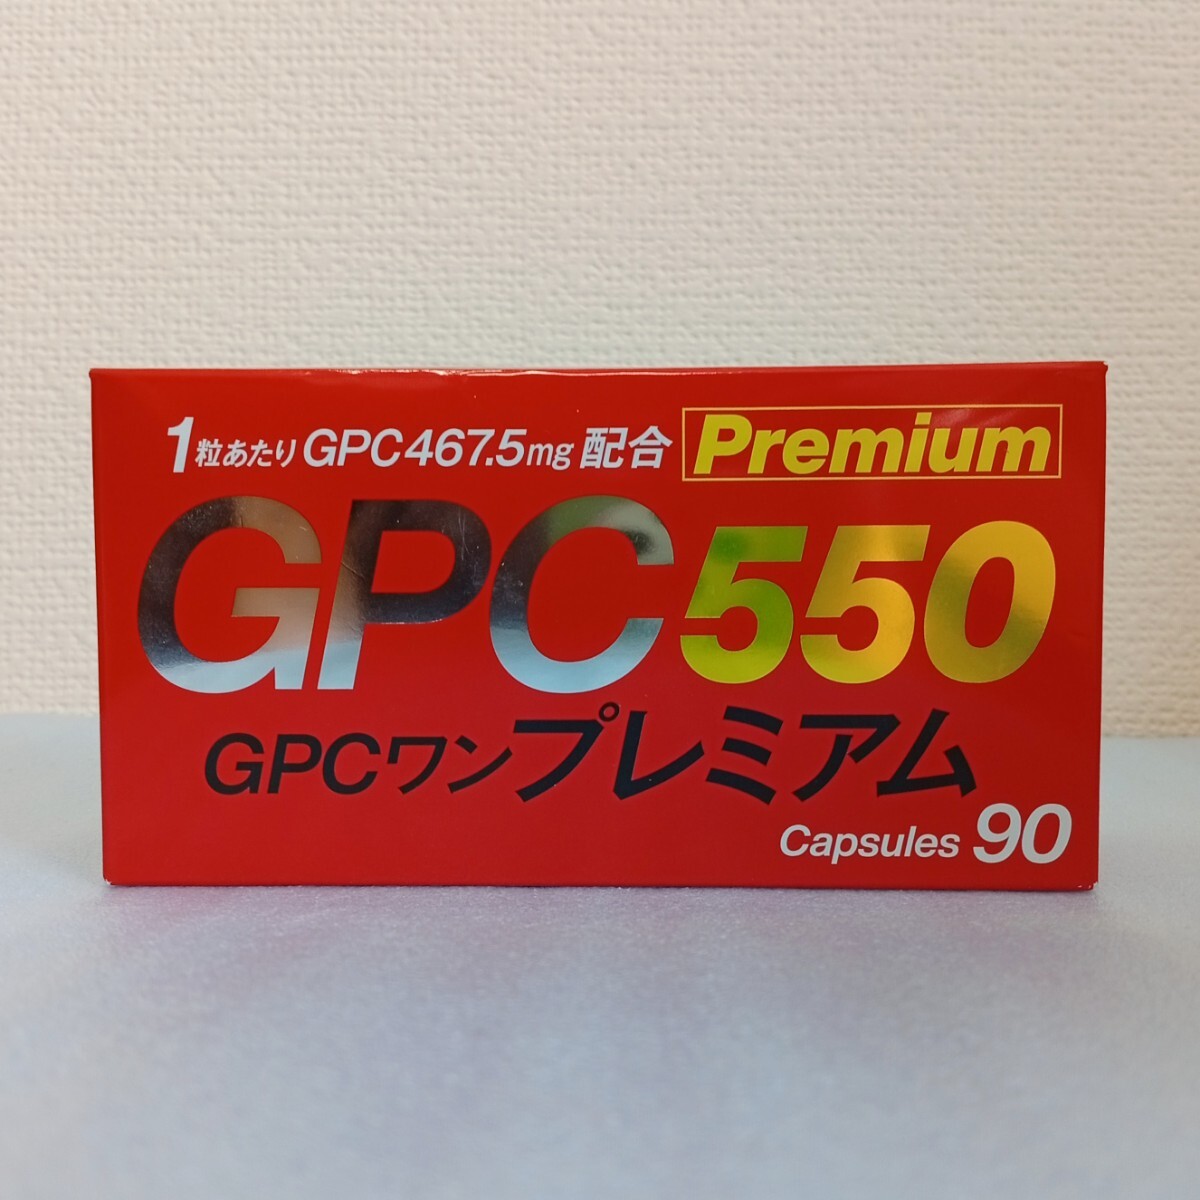 1粒あたりGPC467.5mg配合 Premium
GPC550
GPCワンプレミアム
Capsules 90